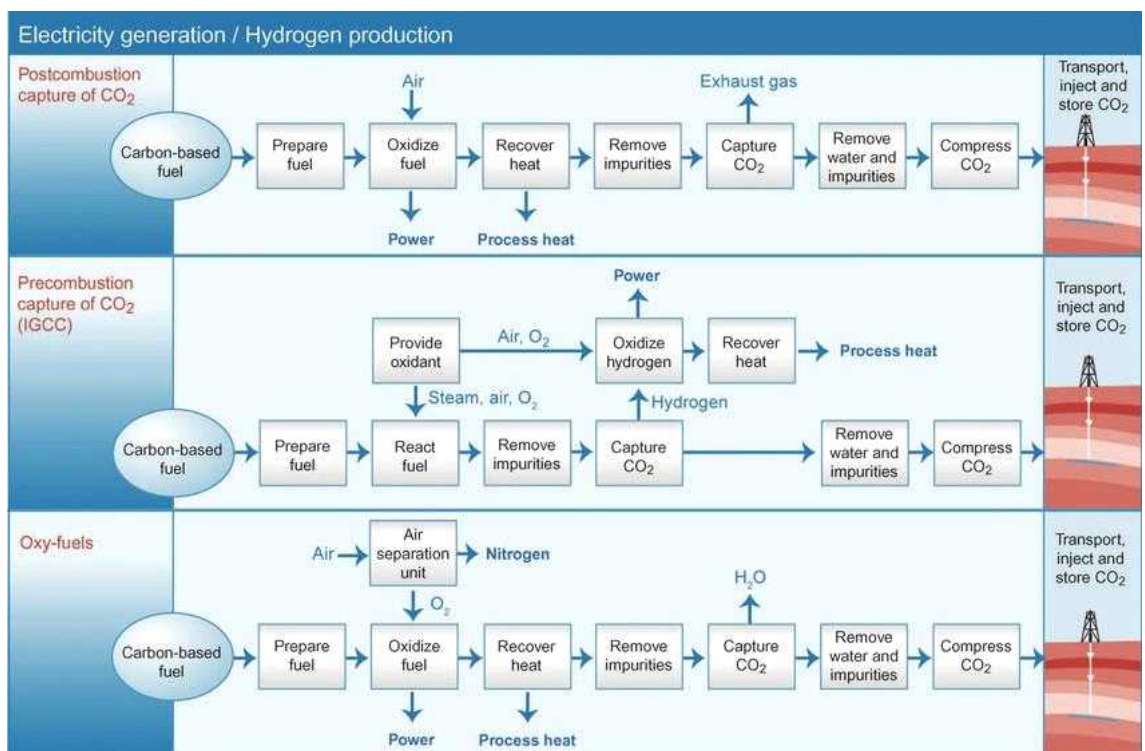 Electricity generation / Hydrogen production
Postcombustion
capture of CO₂
Air
Exhaust gas
Transport,
inject and
store CO₂
Carbon-based
fuel
Prepare
fuel
Oxidize
fuel
Recover
heat
Remove
impurities
Capture
CO₂
Remove
water and
impurities
Compress
CO₂
Power
Process heat
Precombustion
capture of CO₂
(IGCC)
Power
Transport,
inject and
store CO₂
Provide
oxidant
Air, O₂
Oxidize
hydrogen
Recover
heat
Process heat
Steam, air, O₂
Hydrogen
Carbon-based
fuel
Prepare
fuel
React
fuel
Remove
impurities
Capture
CO₂
Remove
water and
impurities
Compress
CO₂
Oxy-fuels
Air
Air
separation
unit
Nitrogen
Transport,
inject and
store CO₂
O₂
H₂O
Carbon-based
fuel
Prepare
fuel
Oxidize
fuel
Recover
heat
Remove
impurities
Capture
CO₂
Remove
water and
impurities
Compress
CO₂
Power
Process heat